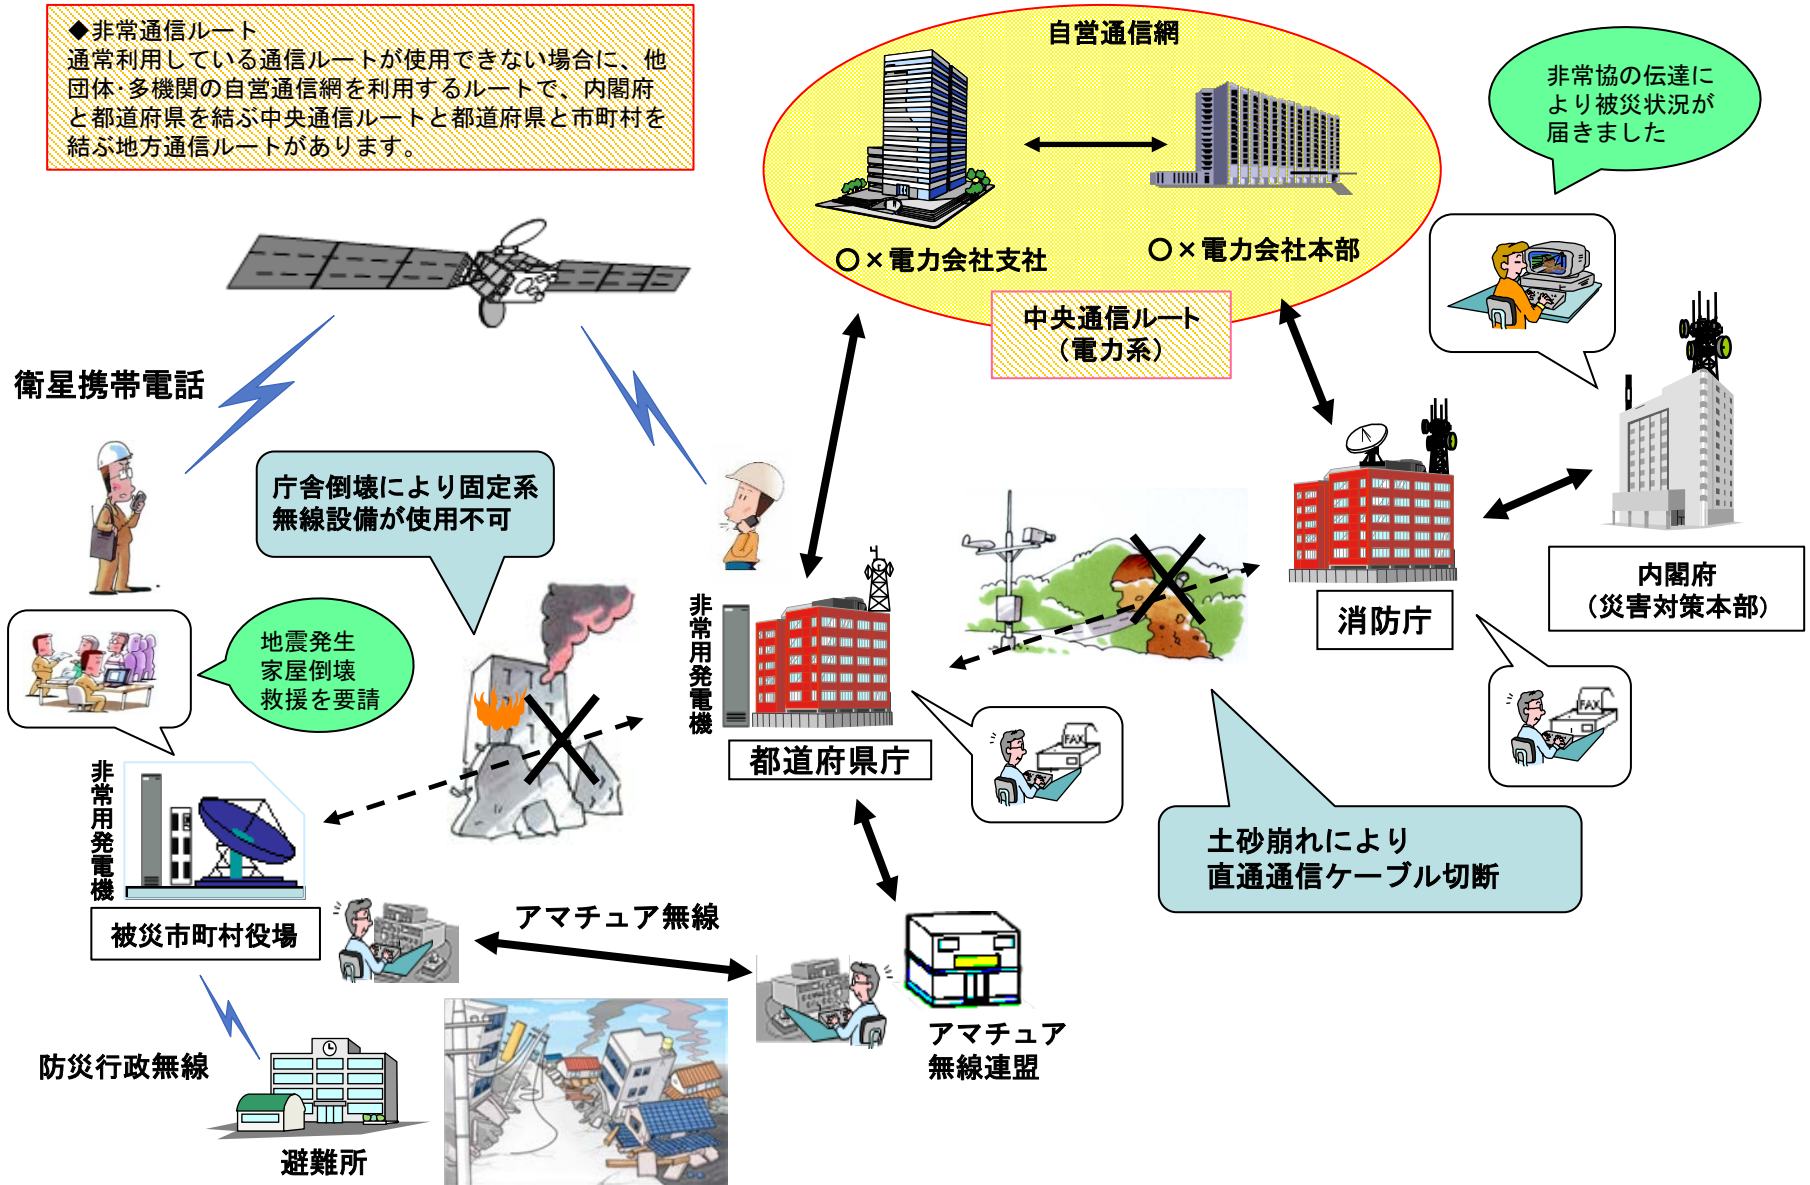 ◆非常通信ルート
通常利用している通信ルートが使用できない場合に、他
団体・多機関の自営通信網を利用するルートで、内閣府
と都道府県を結ぶ中央通信ルートと都道府県と市町村を
結ぶ地方通信ルートがあります。
自営通信網
〇×電力会社支社
〇×電力会社本部
中央通信ルート
（電力系）
非常協の伝達に
より被災状況が
届きました
衛星携帯電話
庁舎倒壊により固定系
無線設備が使用不可
地震発生
家屋倒壊
救援を要請
非常用発電機
都道府県庁
FAX
消防庁
FAX
内閣府
（災害対策本部）
土砂崩れにより
直通通信ケーブル切断
非常用発電機
被災市町村役場
アマチュア無線
アマチュア
無線連盟
防災行政無線
避難所